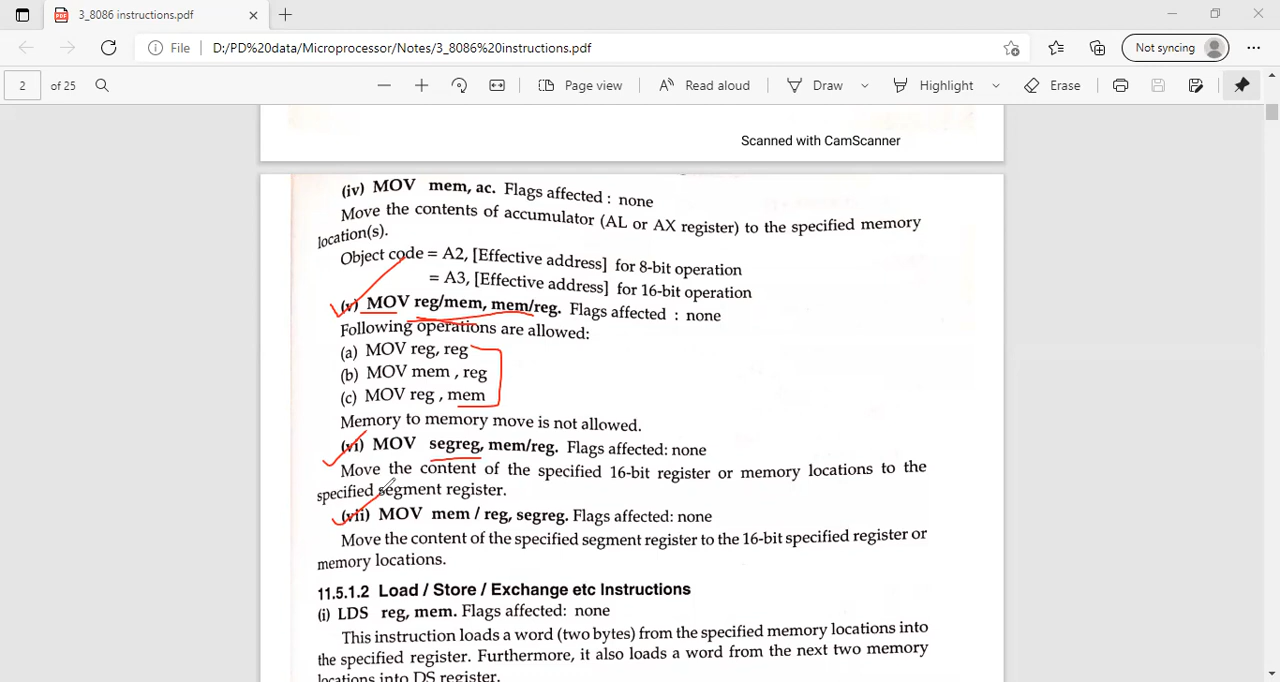 3_8086 instructions.pdf
File
D:/PD%20data/Microprocessor/Notes/3_8086%20instructions.pdf
Not syncing
2 of 25
Page view
Read aloud
Draw
Highlight
Erase
Scanned with CamScanner
(iv) MOV mem, ac. Flags affected : none
Move the contents of accumulator (AL or AX register) to the specified memory
location(s).
Object code = A2, [Effective address] for 8-bit operation
= A3, [Effective address] for 16-bit operation
(v) MOV reg/mem, mem/reg. Flags affected : none
Following operations are allowed:
(a) MOV reg, reg
(b) MOV mem , reg
(c) MOV reg , mem
Memory to memory move is not allowed.
(vi) MOV segreg, mem/reg. Flags affected: none
Move the content of the specified 16-bit register or memory locations to the
specified segment register.
(vii) MOV mem / reg, segreg. Flags affected: none
Move the content of the specified segment register to the 16-bit specified register or
memory locations.
11.5.1.2 Load / Store / Exchange etc Instructions
(i) LDS reg, mem. Flags affected: none
This instruction loads a word (two bytes) from the specified memory locations into
the specified register. Furthermore, it also loads a word from the next two memory
locations into DS register.